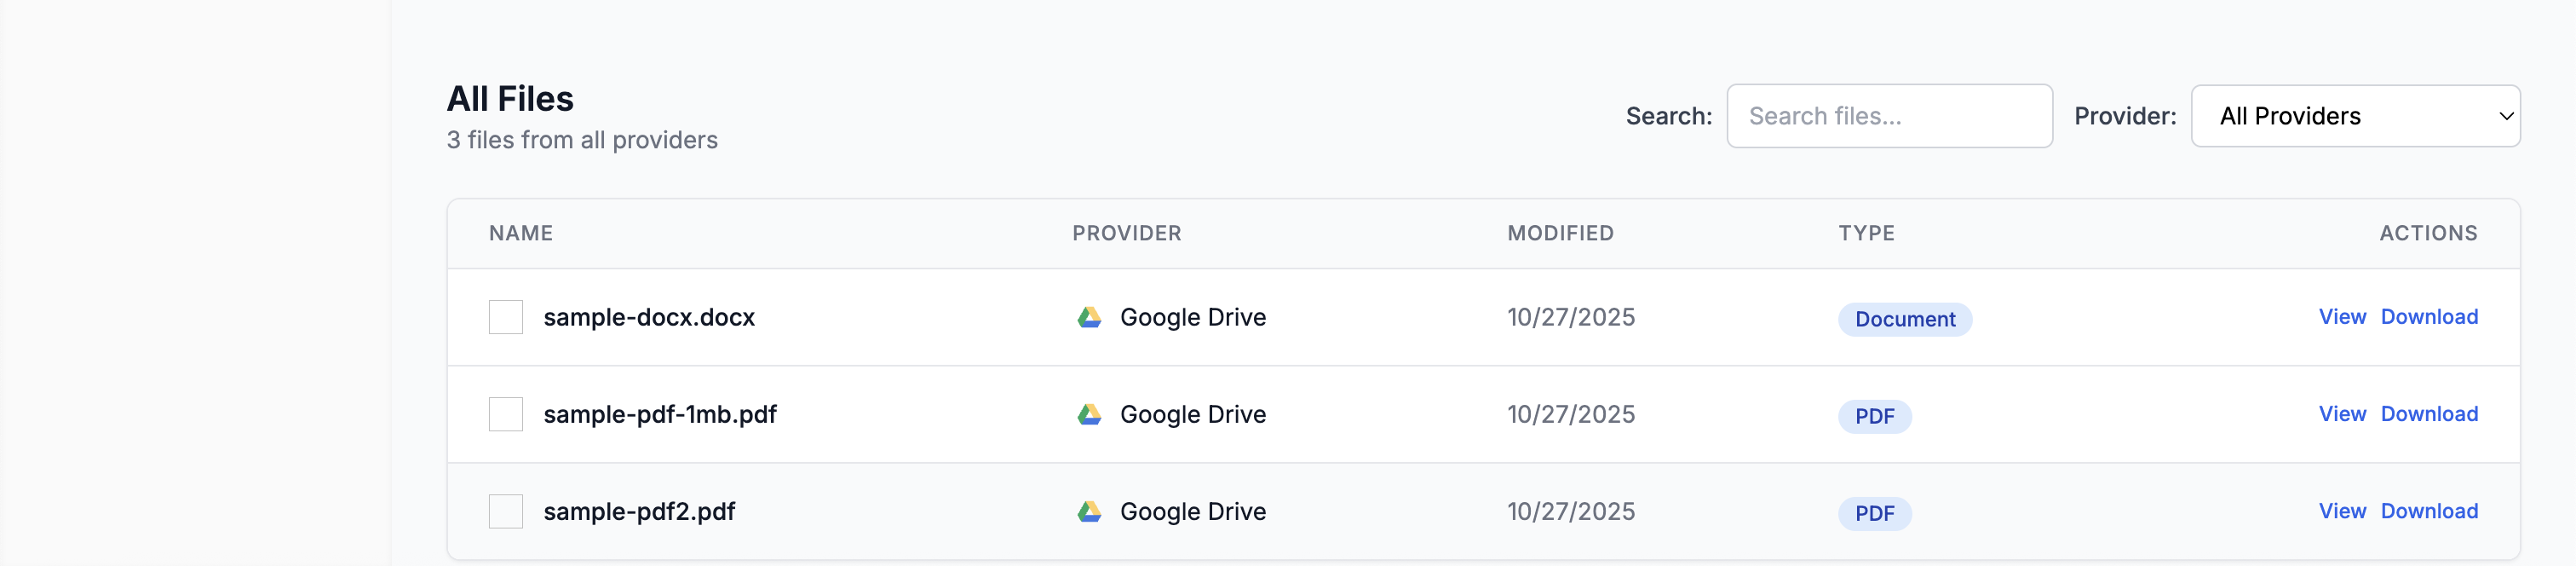 All Files
3 files from all providers
Search: Search files... Provider: All Providers
NAME PROVIDER MODIFIED TYPE ACTIONS
sample-docx.docx Google Drive 10/27/2025 Document View Download
sample-pdf-1mb.pdf Google Drive 10/27/2025 PDF View Download
sample-pdf2.pdf Google Drive 10/27/2025 PDF View Download